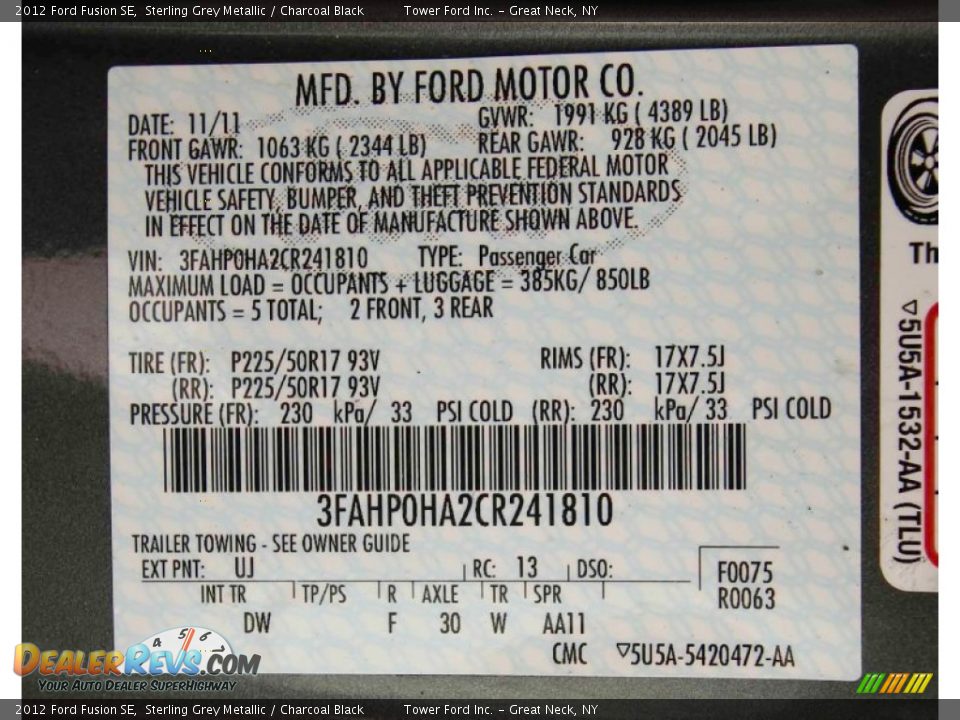 2012 Ford Fusion SE, Sterling Grey Metallic / Charcoal Black Tower Ford Inc. - Great Neck, NY
MFD. BY FORD MOTOR CO.
DATE: 11/11 GVWR: 1991 KG ( 4389 LB)
FRONT GAWR: 1063 KG ( 2344 LB) REAR GAWR: 928 KG ( 2045 LB)
THIS VEHICLE CONFORMS TO ALL APPLICABLE FEDERAL MOTOR
VEHICLE SAFETY, BUMPER, AND THEFT PREVENTION STANDARDS
IN EFFECT ON THE DATE OF MANUFACTURE SHOWN ABOVE.
VIN: 3FAHP0HA2CR241810 TYPE: Passenger Car
MAXIMUM LOAD = OCCUPANTS + LUGGAGE = 385KG/ 850LB
OCCUPANTS = 5 TOTAL; 2 FRONT, 3 REAR
TIRE (FR): P225/50R17 93V RIMS (FR): 17X7.5J
(RR): P225/50R17 93V (RR): 17X7.5J
PRESSURE (FR): 230 kPa/ 33 PSI COLD (RR): 230 kPa/ 33 PSI COLD
3FAHP0HA2CR241810
TRAILER TOWING - SEE OWNER GUIDE
EXT PNT: UJ RC: 13 DSO: F0075
INT TR TP/PS R AXLE TR SPR R0063
DW F 30 W AA11
CMC ▽5U5A-5420472-AA
Th
▽5U5A-1532-AA (TLU)
4 5 6
DEALERREVS.COM
YOUR AUTO DEALER SUPERHIGHWAY
2012 Ford Fusion SE, Sterling Grey Metallic / Charcoal Black Tower Ford Inc. - Great Neck, NY